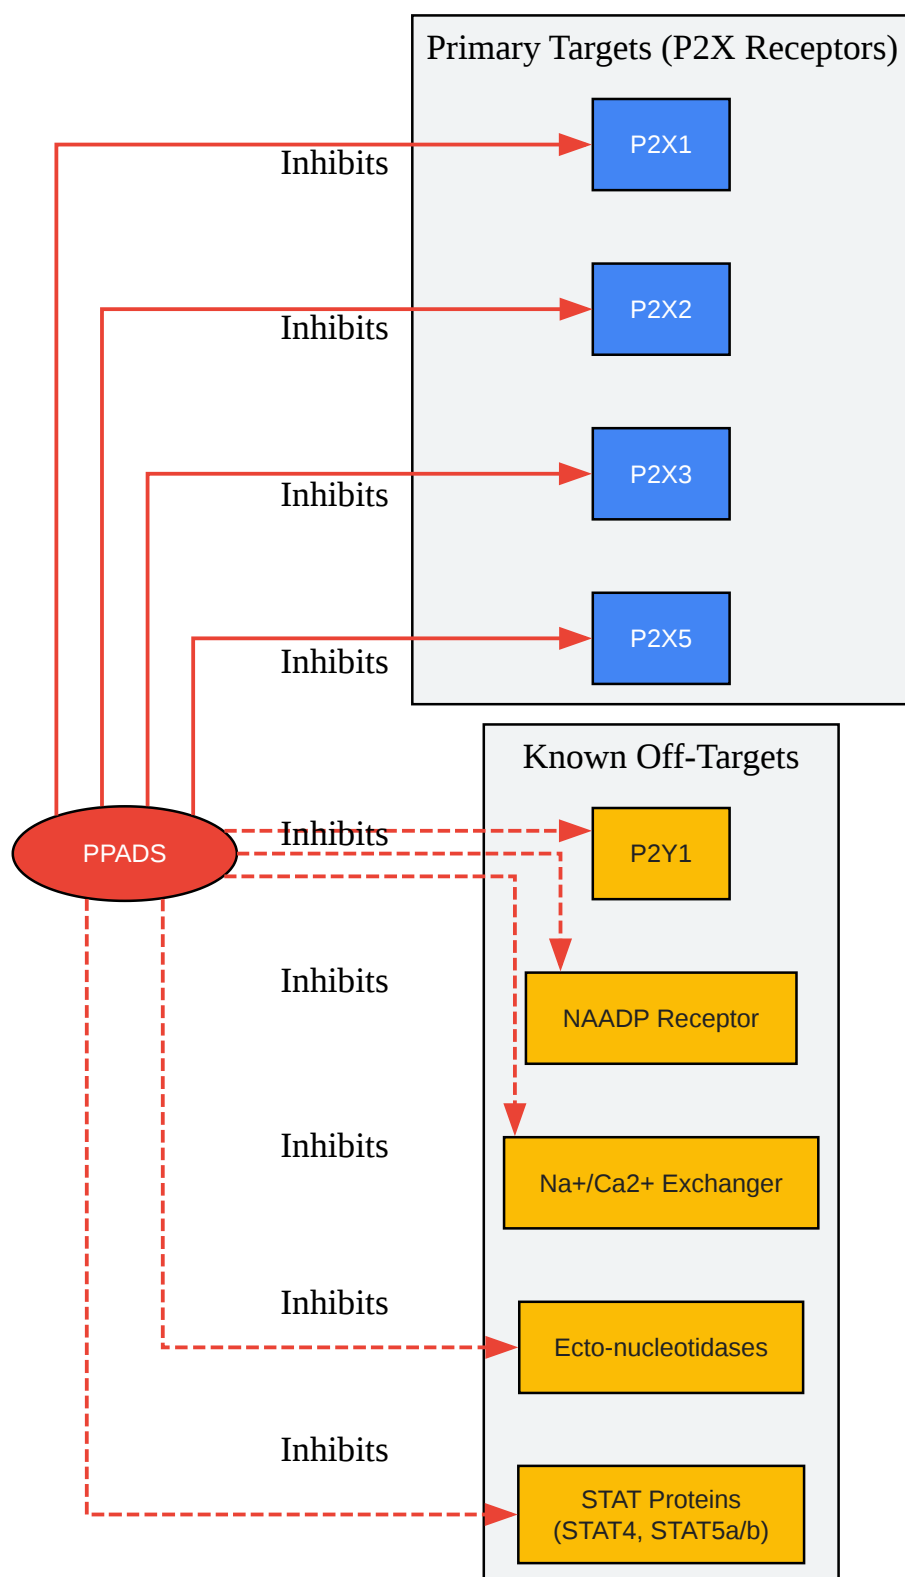 Primary Targets (P2X Receptors)
P2X1
Inhibits
P2X2
Inhibits
P2X3
Inhibits
P2X5
Inhibits
Known Off-Targets
Inhibits
PPADS
P2Y1
Inhibits
NAADP Receptor
Inhibits
Na+/Ca2+ Exchanger
Inhibits
Ecto-nucleotidases
Inhibits
STAT Proteins
(STAT4, STAT5a/b)